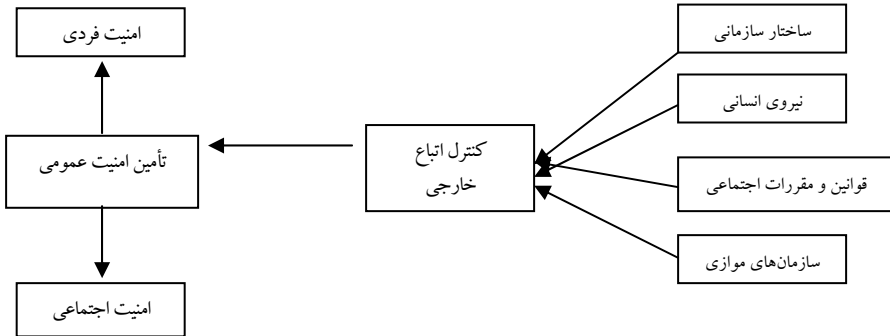 ساختار سازمانی
نیروی انسانی
قوانین و مقررات اجتماعی
سازمان‌های موازی
کنترل اتباع
خارجی
امنیت فردی
تأمین امنیت عمومی
امنیت اجتماعی